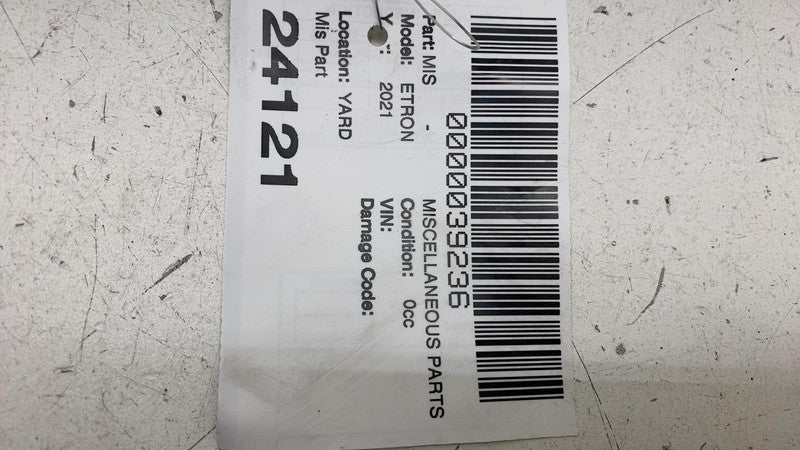 0000039236
Part: MIS - MISCELLANEOUS PARTS
Model: ETRON Condition: 0cc
2021 VIN:
Damage Code:
Location: YARD
Mis Part
24121